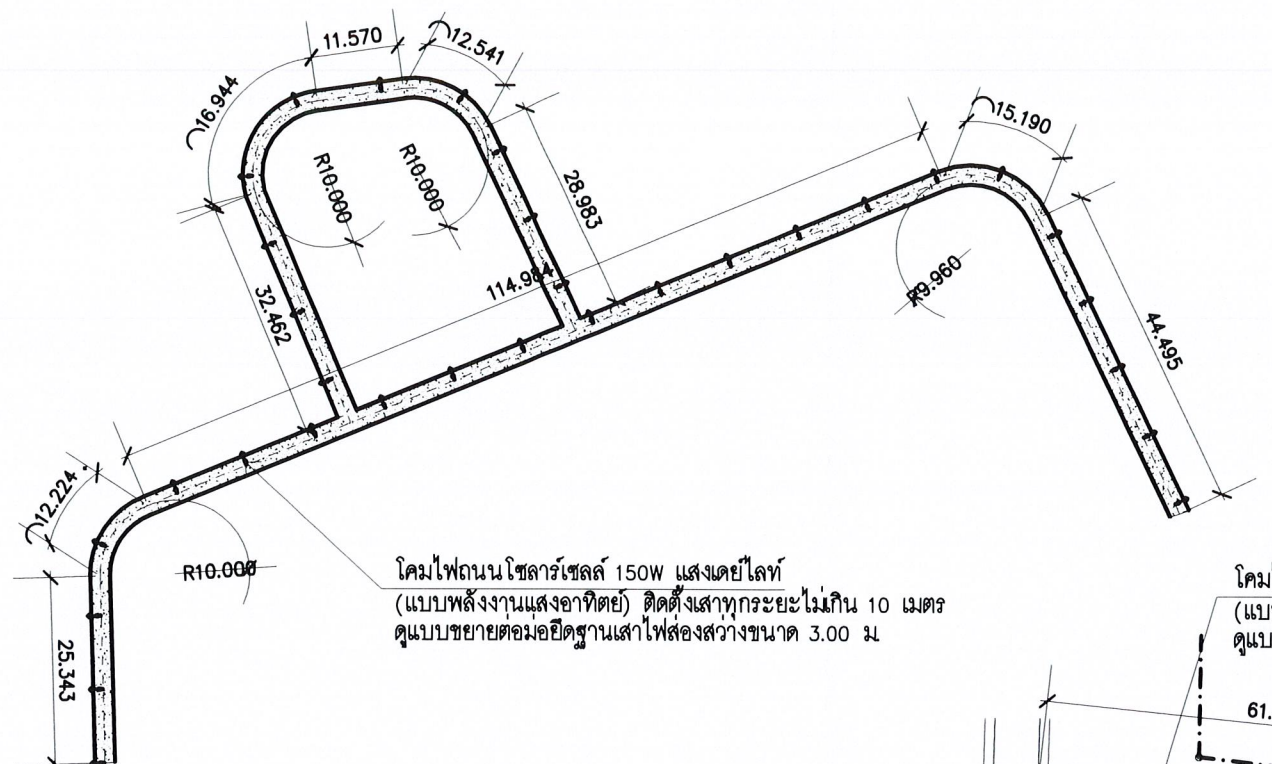 11.570
⌒12.541
⌒16.944
⌒15.190
R10.000
R10.000
28.983
114.984
R9.960
32.462
44.495
⌒12.224
R10.000
25.343
โคมไฟถนนโซลาร์เซลล์ 150W แสงเดย์ไลท์
(แบบพลังงานแสงอาทิตย์) ติดตั้งเสาทุกระยะไม่เกิน 10 เมตร
ดูแบบขยายต่อม่อยึดฐานเสาไฟส่องสว่างขนาด 3.00 ม.
โคม
(แบบ
ดูแบ
61.